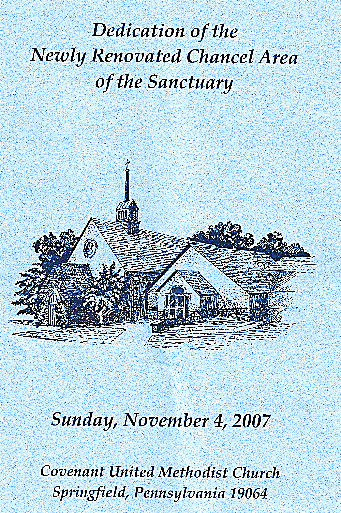 Dedication of the
Newly Renovated Chancel Area
of the Sanctuary
Sunday, November 4, 2007
Covenant United Methodist Church
Springfield, Pennsylvania 19064